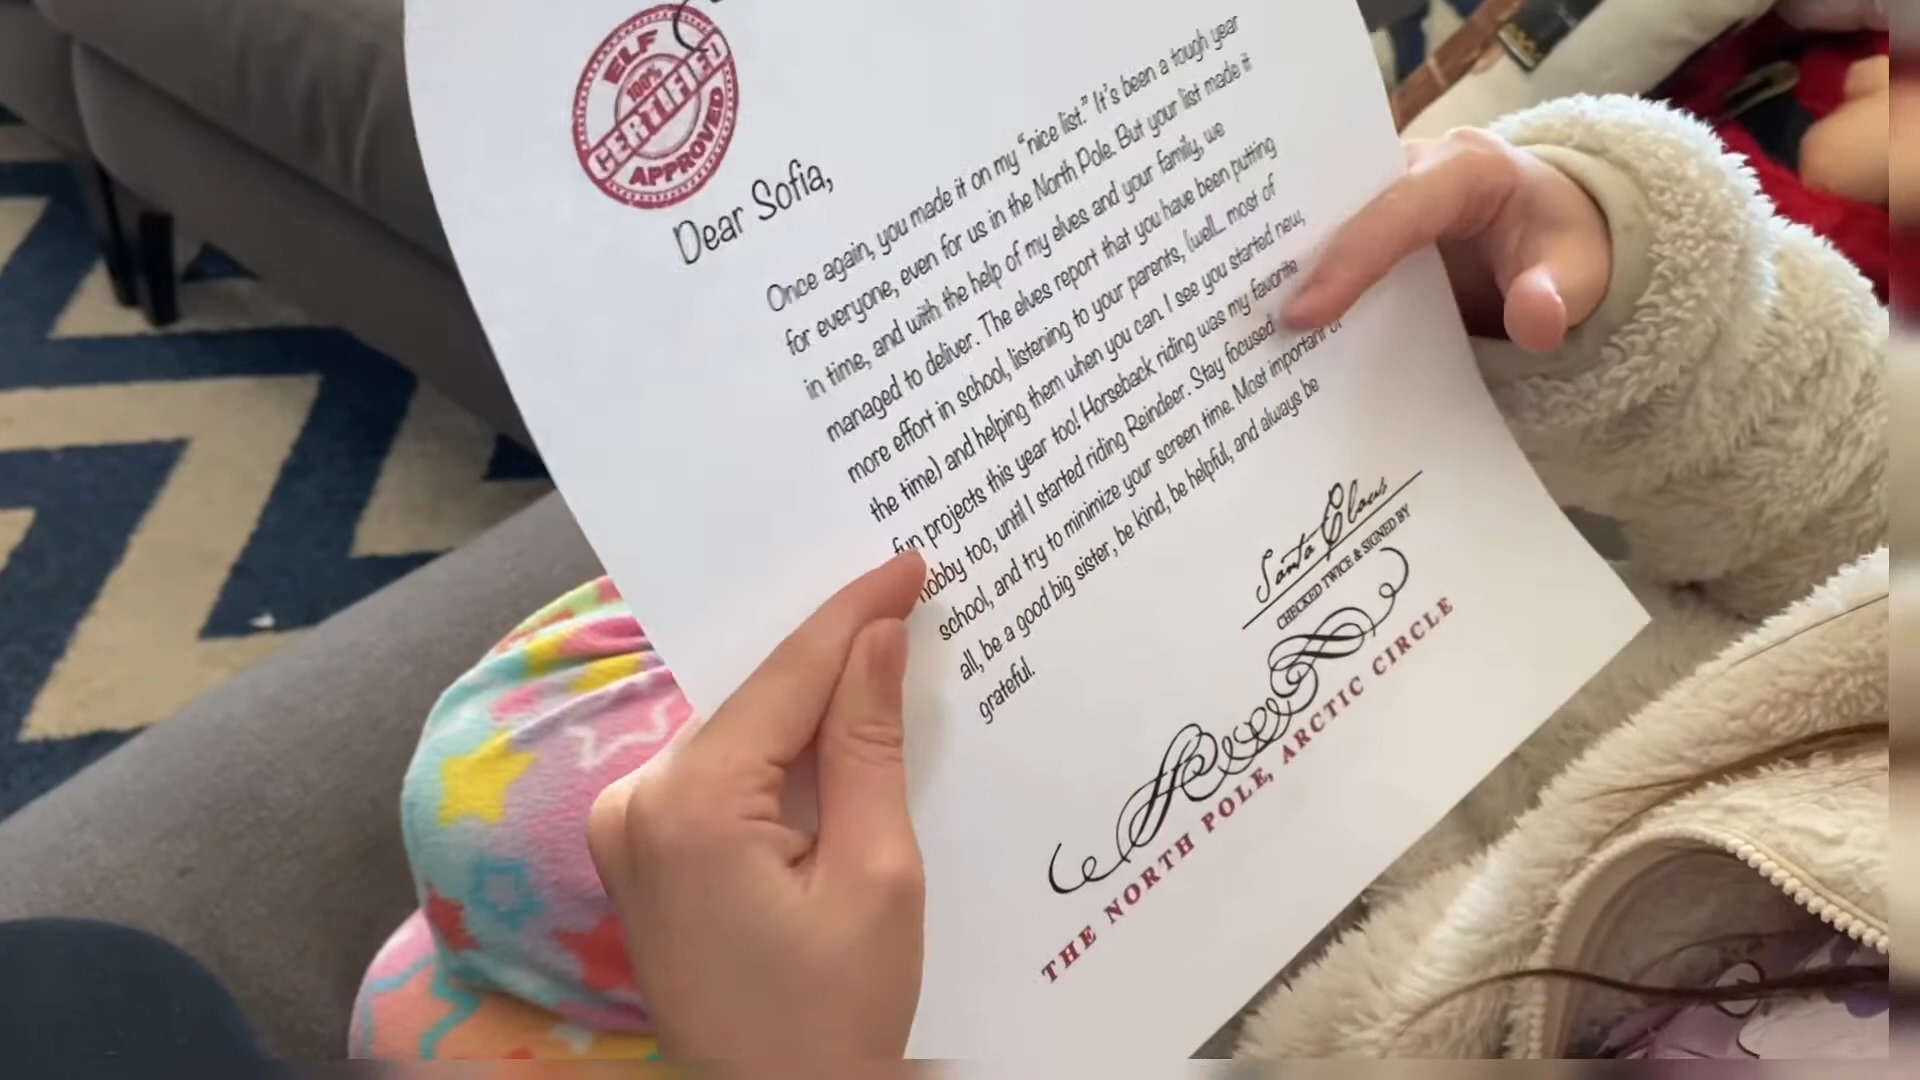 ELF
100%
CERTIFIED
APPROVED
Dear Sofia,
Once again, you made it on my "nice list." It's been a tough year
for everyone, even for us in the North Pole. But your list made it
in time, and with the help of my elves and your family, we
managed to deliver. The elves report that you have been putting
more effort in school, listening to your parents, (well... most of
the time) and helping them when you can. I see you started new,
fun projects this year too! Horseback riding was my favorite
hobby too, until I started riding Reindeer. Stay focused
school, and try to minimize your screen time. Most important of
all, be a good big sister, be kind, be helpful, and always be
grateful.
Santa Claus
CHECKED TWICE & SIGNED BY
THE NORTH POLE, ARCTIC CIRCLE